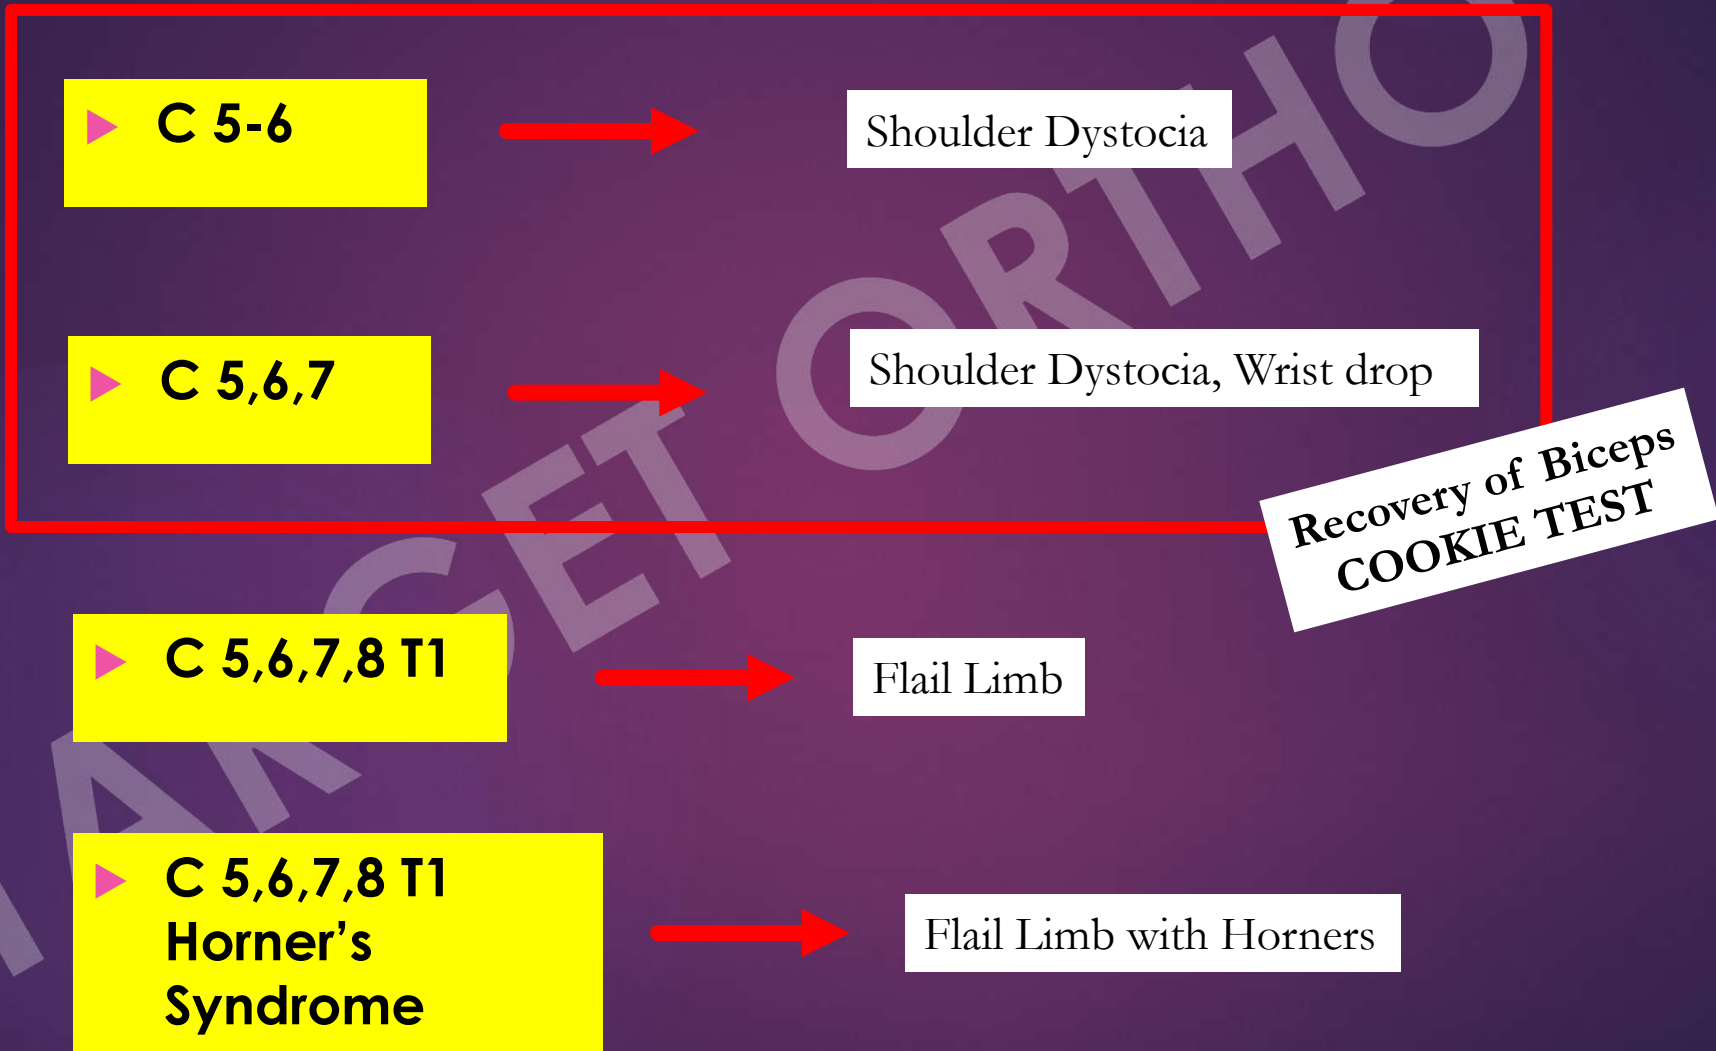 C 5-6
Shoulder Dystocia
C 5,6,7
Shoulder Dystocia, Wrist drop
Recovery of Biceps
COOKIE TEST
C 5,6,7,8 T1
Flail Limb
C 5,6,7,8 T1
Horner's
Syndrome
Flail Limb with Horners
TARGET ORTHO